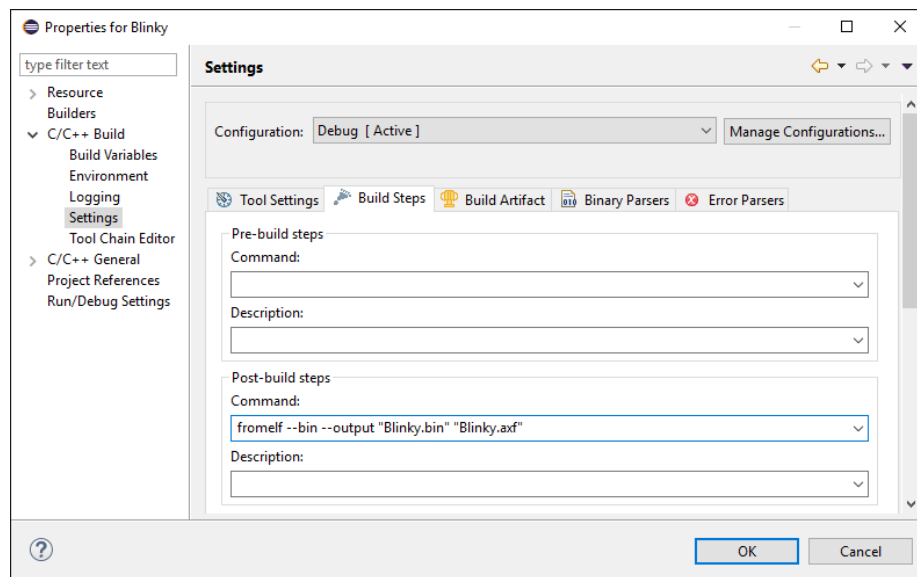 Properties for Blinky
type filter text
Settings
Resource
Builders
C/C++ Build
Build Variables
Environment
Logging
Settings
Tool Chain Editor
C/C++ General
Project References
Run/Debug Settings
Configuration: Debug [ Active ] Manage Configurations...
Tool Settings Build Steps Build Artifact Binary Parsers Error Parsers
Pre-build steps
Command:
Description:
Post-build steps
Command:
fromelf --bin --output "Blinky.bin" "Blinky.axf"
Description:
? OK Cancel